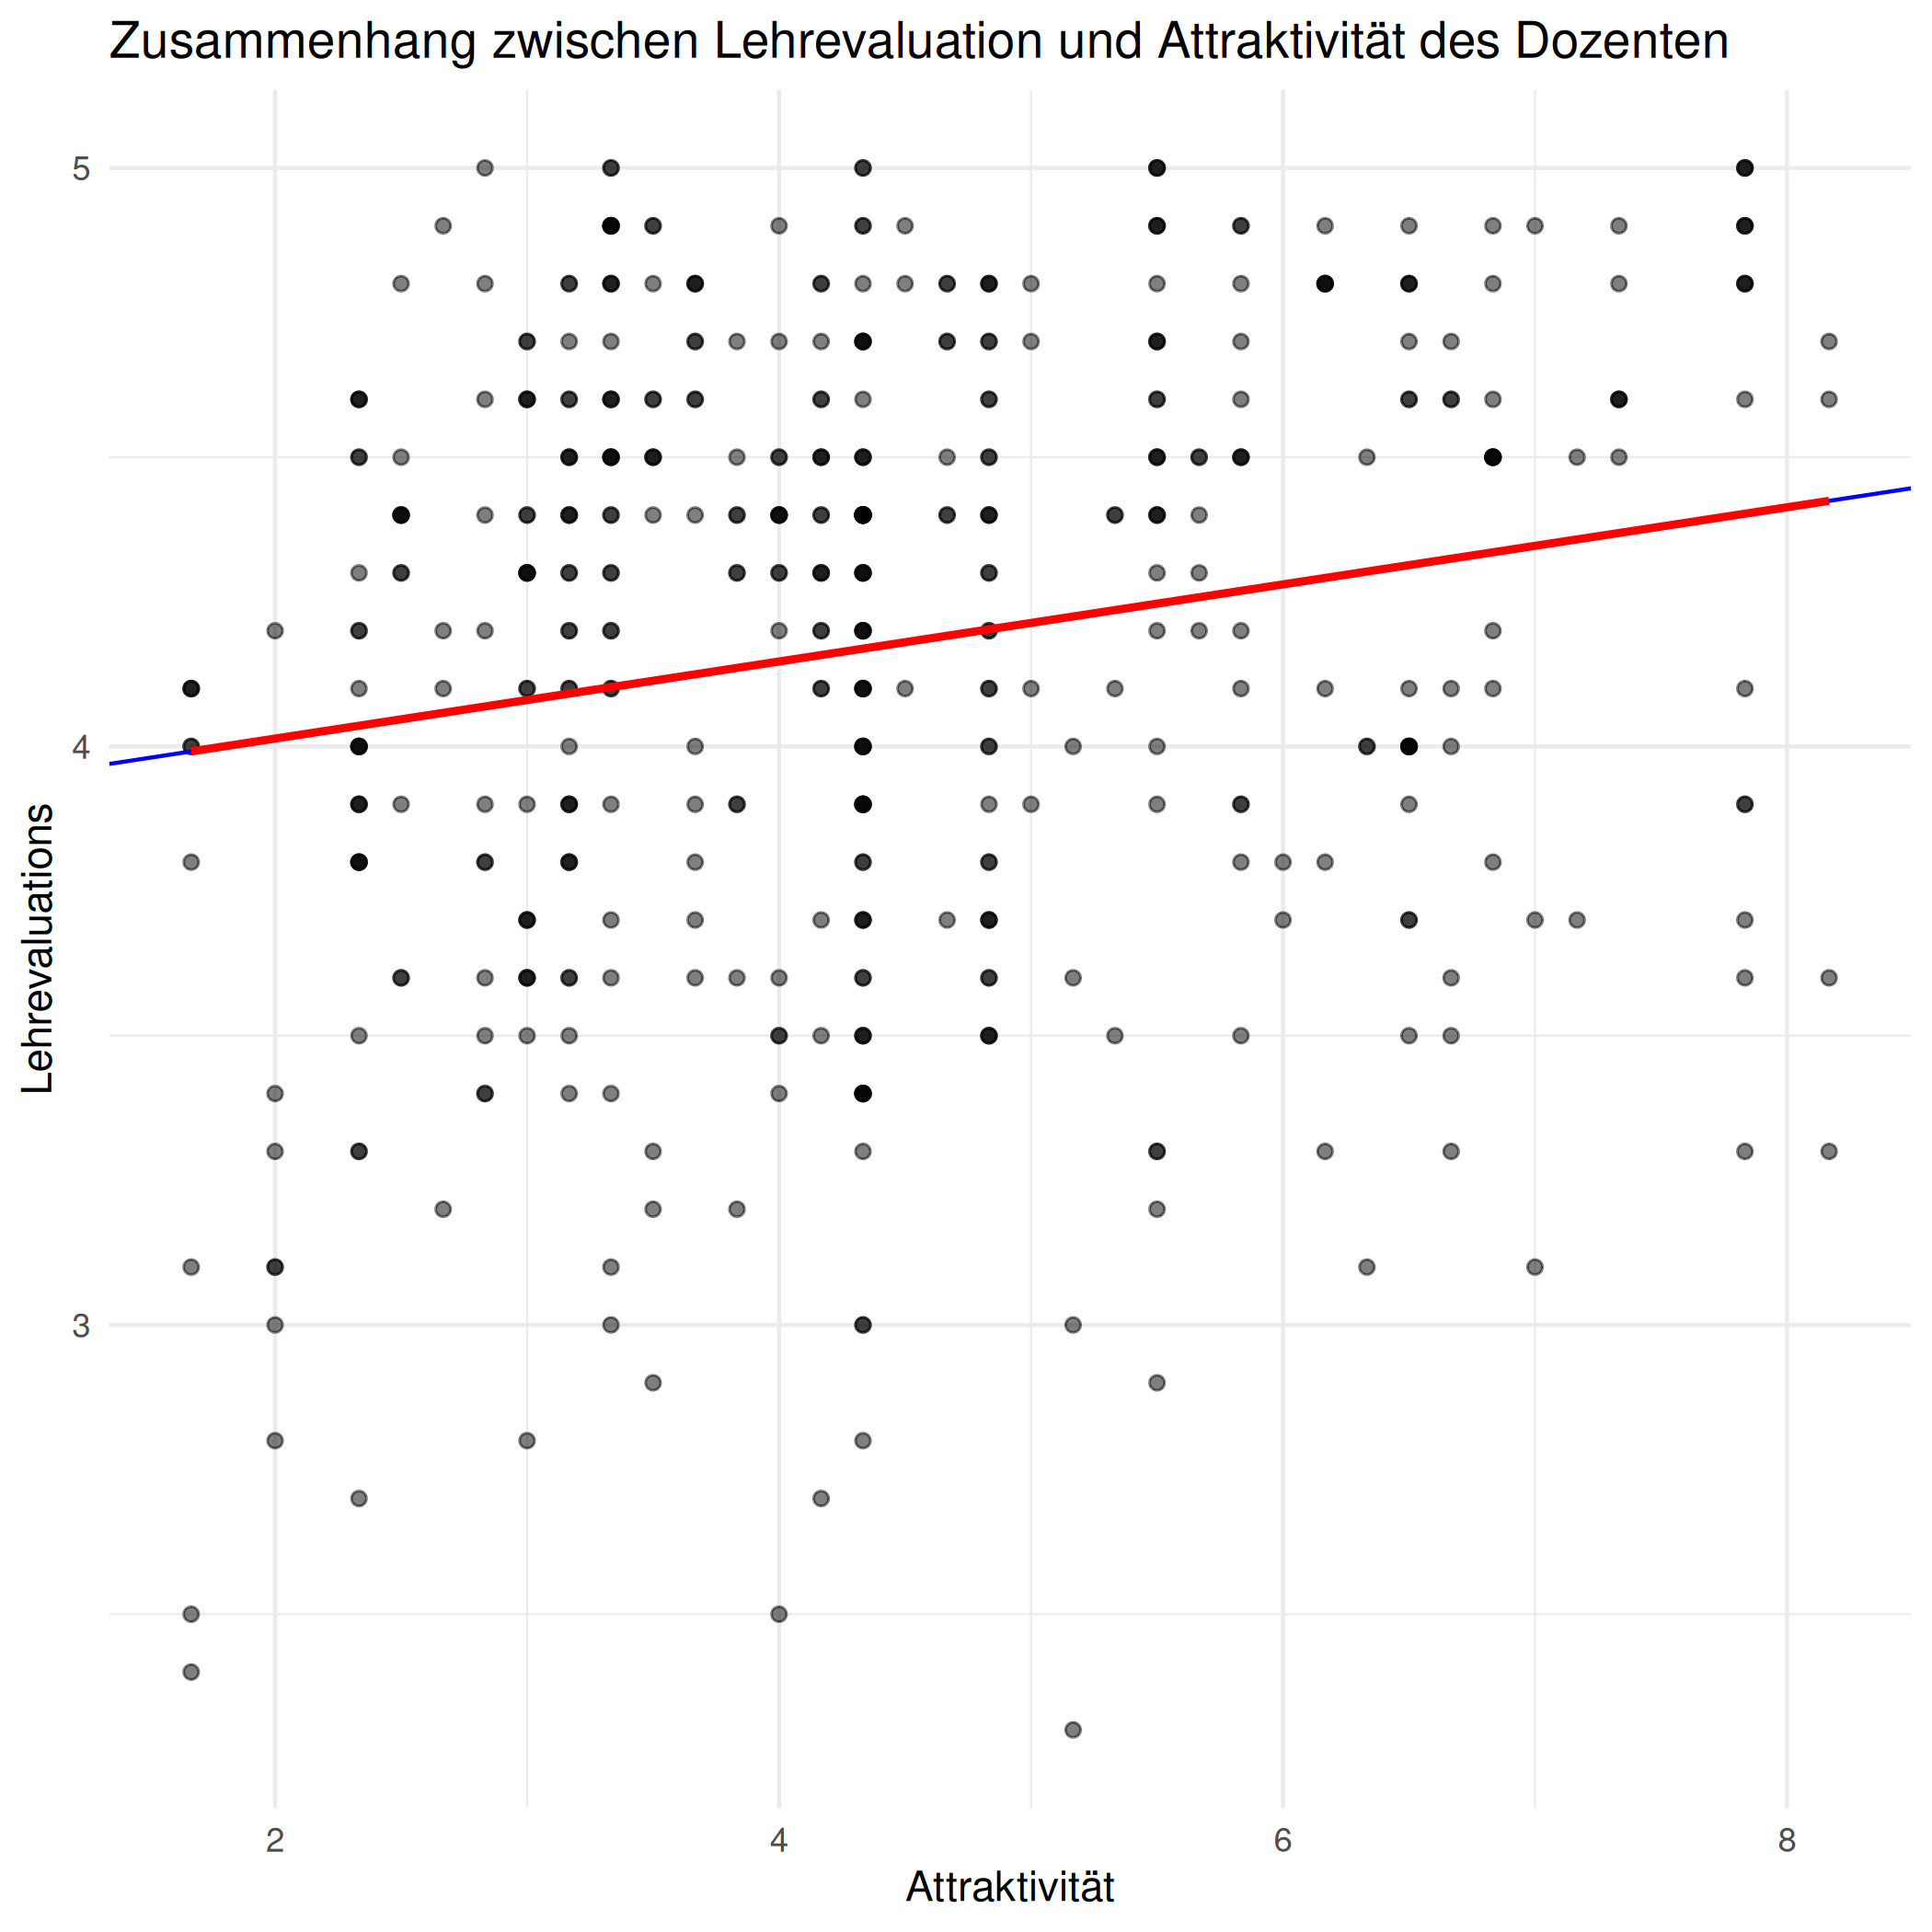 Zusammenhang zwischen Lehrevaluation und Attraktivität des Dozenten
Lehrevaluations
5
4
3
2 4 6 8
Attraktivität